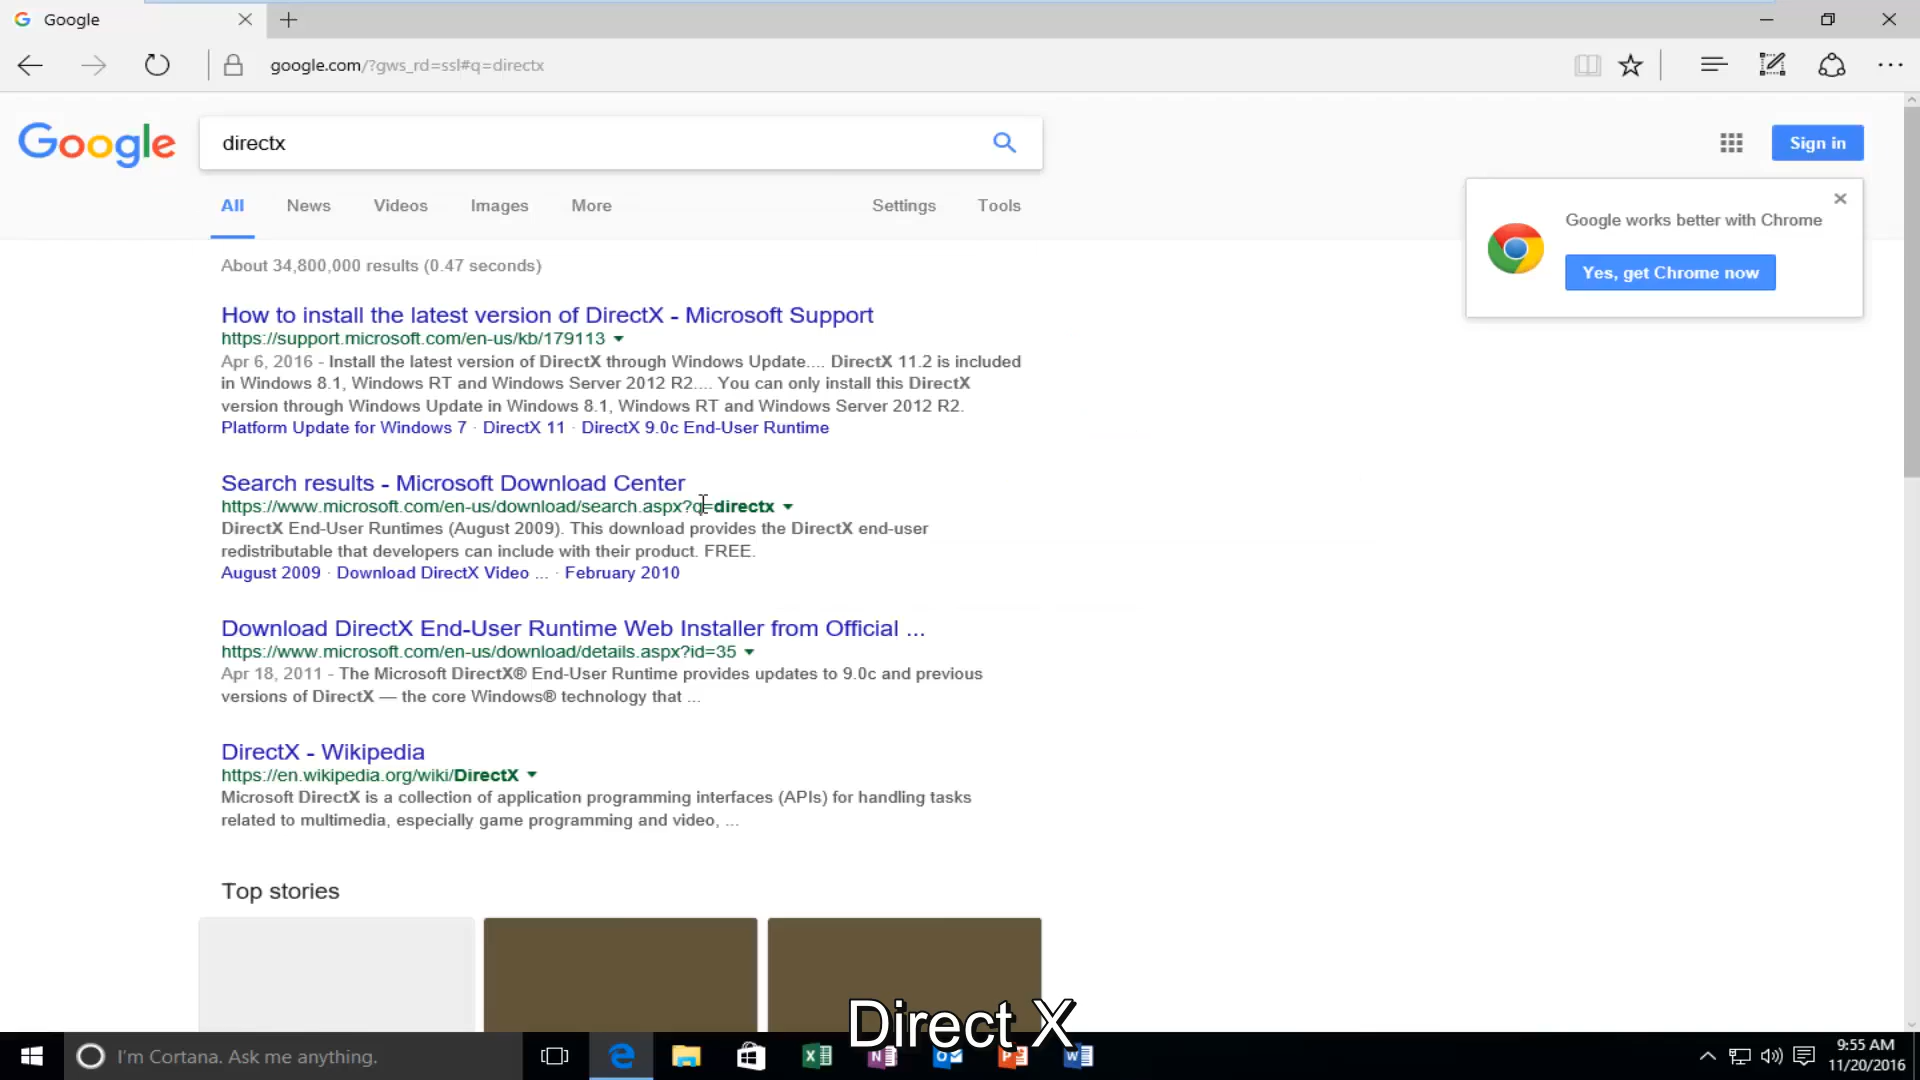 Google
google.com/?gws_rd=ssl#q=directx
Google
directx
Sign in
All
News
Videos
Images
More
Settings
Tools
Google works better with Chrome
Yes, get Chrome now
About 34,800,000 results (0.47 seconds)
How to install the latest version of DirectX - Microsoft Support
https://support.microsoft.com/en-us/kb/179113
Apr 6, 2016 - Install the latest version of DirectX through Windows Update.... DirectX 11.2 is included
in Windows 8.1, Windows RT and Windows Server 2012 R2.... You can only install this DirectX
version through Windows Update in Windows 8.1, Windows RT and Windows Server 2012 R2.
Platform Update for Windows 7 · DirectX 11 · DirectX 9.0c End-User Runtime
Search results - Microsoft Download Center
https://www.microsoft.com/en-us/download/search.aspx?q=directx
DirectX End-User Runtimes (August 2009). This download provides the DirectX end-user
redistributable that developers can include with their product. FREE.
August 2009 · Download DirectX Video ... · February 2010
Download DirectX End-User Runtime Web Installer from Official ...
https://www.microsoft.com/en-us/download/details.aspx?id=35
Apr 18, 2011 - The Microsoft DirectX® End-User Runtime provides updates to 9.0c and previous
versions of DirectX — the core Windows® technology that ...
DirectX - Wikipedia
https://en.wikipedia.org/wiki/DirectX
Microsoft DirectX is a collection of application programming interfaces (APIs) for handling tasks
related to multimedia, especially game programming and video, ...
Top stories
Direct X
I'm Cortana. Ask me anything.
9:55 AM
11/20/2016